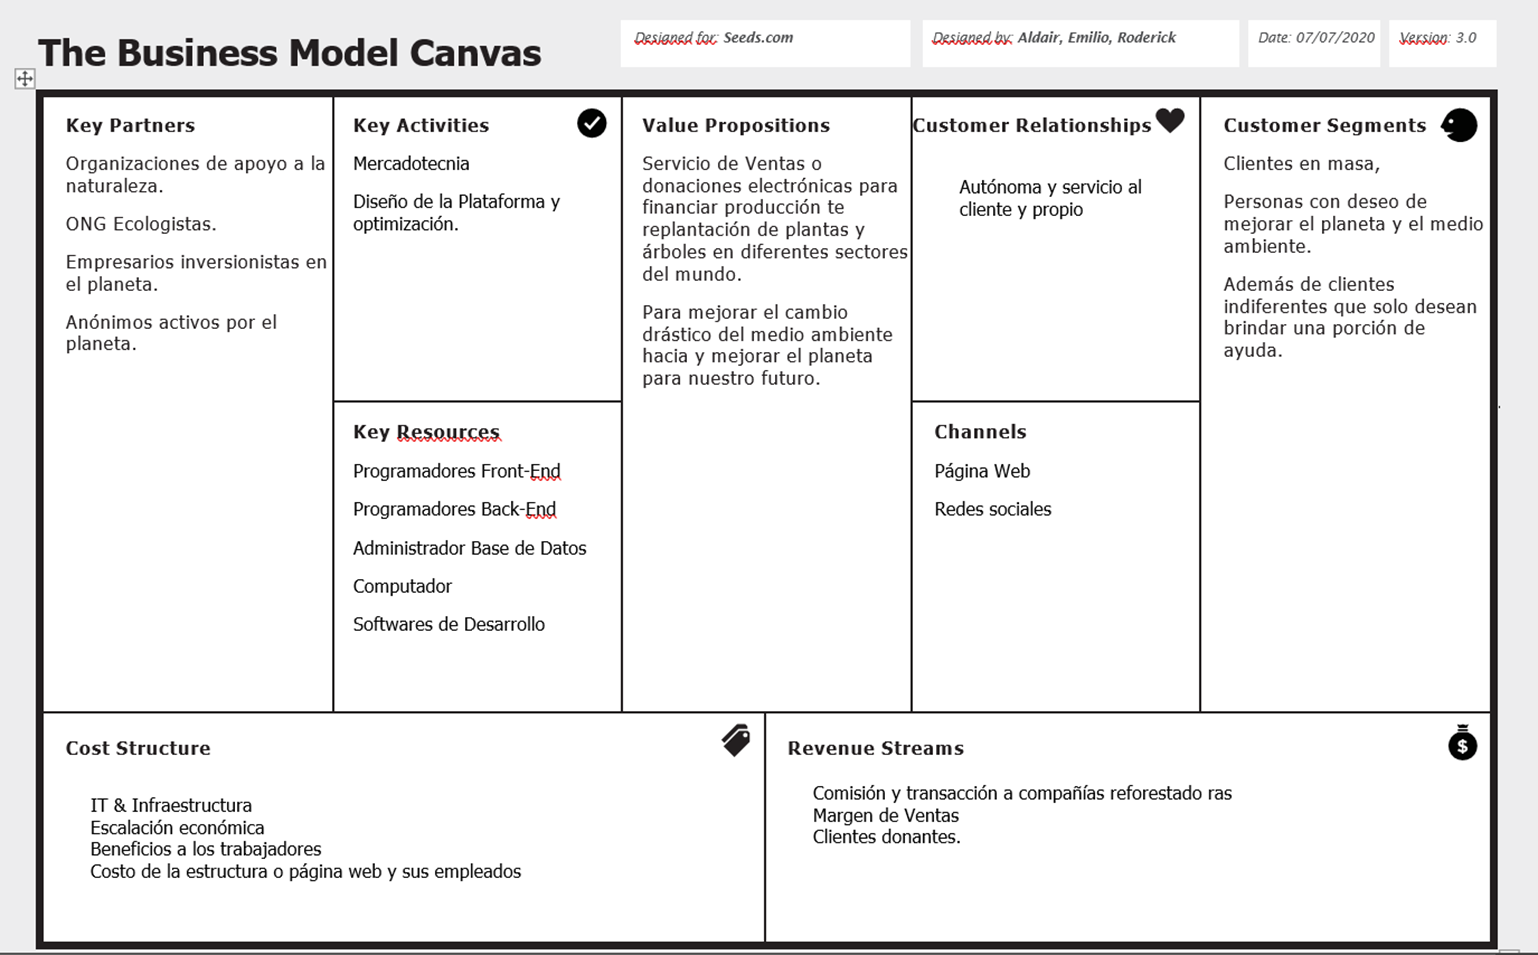 The Business Model Canvas
Designed for: Seeds.com
Designed by: Aldair, Emilio, Roderick
Date: 07/07/2020
Version: 3.0
Key Partners
Organizaciones de apoyo a la
naturaleza.
ONG Ecologistas.
Empresarios inversionistas en
el planeta.
Anónimos activos por el
planeta.
Key Activities
Mercadotecnia
Diseño de la Plataforma y
optimización.
Key Resources
Programadores Front-End
Programadores Back-End
Administrador Base de Datos
Computador
Softwares de Desarrollo
Value Propositions
Servicio de Ventas o
donaciones electrónicas para
financiar producción te
replantación de plantas y
árboles en diferentes sectores
del mundo.
Para mejorar el cambio
drástico del medio ambiente
hacia y mejorar el planeta
para nuestro futuro.
Customer Relationships
Autónoma y servicio al
cliente y propio
Channels
Página Web
Redes sociales
Customer Segments
Clientes en masa,
Personas con deseo de
mejorar el planeta y el medio
ambiente.
Además de clientes
indiferentes que solo desean
brindar una porción de
ayuda.
Cost Structure
IT & Infraestructura
Escalación económica
Beneficios a los trabajadores
Costo de la estructura o página web y sus empleados
Revenue Streams
$
Comisión y transacción a compañías reforestado ras
Margen de Ventas
Clientes donantes.